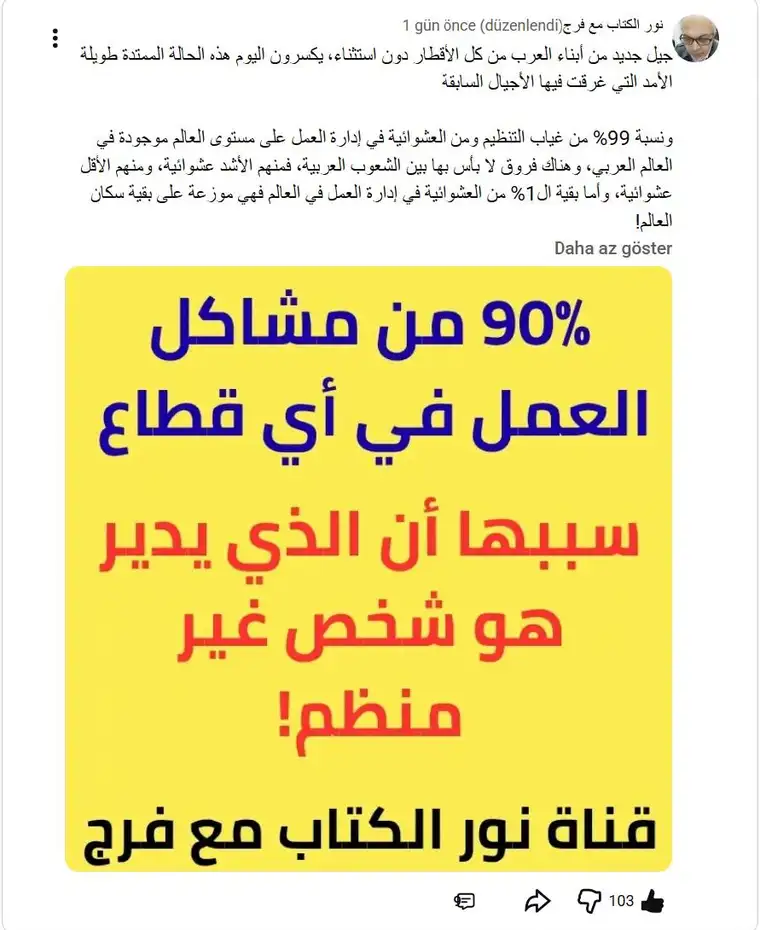 نور الكتاب مع فرج 1 gün önce (düzenlendi)
جيل جديد من أبناء العرب من كل الأقطار دون استثناء، يكسرون اليوم هذه الحالة الممتدة طويلة
الأمد التي غرقت فيها الأجيال السابقة
ونسبة 99% من غياب التنظيم ومن العشوائية في إدارة العمل على مستوى العالم موجودة في
العالم العربي، وهناك فروق لا بأس بها بين الشعوب العربية، فمنهم الأشد عشوائية، ومنهم الأقل
عشوائية، وأما بقية ال1% من العشوائية في إدارة العمل في العالم فهي موزعة على بقية سكان
العالم!
Daha az göster
90% من مشاكل
العمل في أي قطاع
سببها أن الذي يدير
هو شخص غير
منظم!
قناة نور الكتاب مع فرج
103